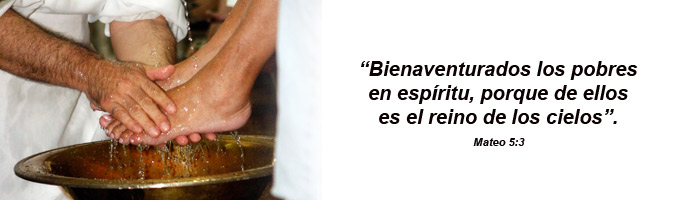 “Bienaventurados los pobres
en espíritu, porque de ellos
es el reino de los cielos”.
Mateo 5:3